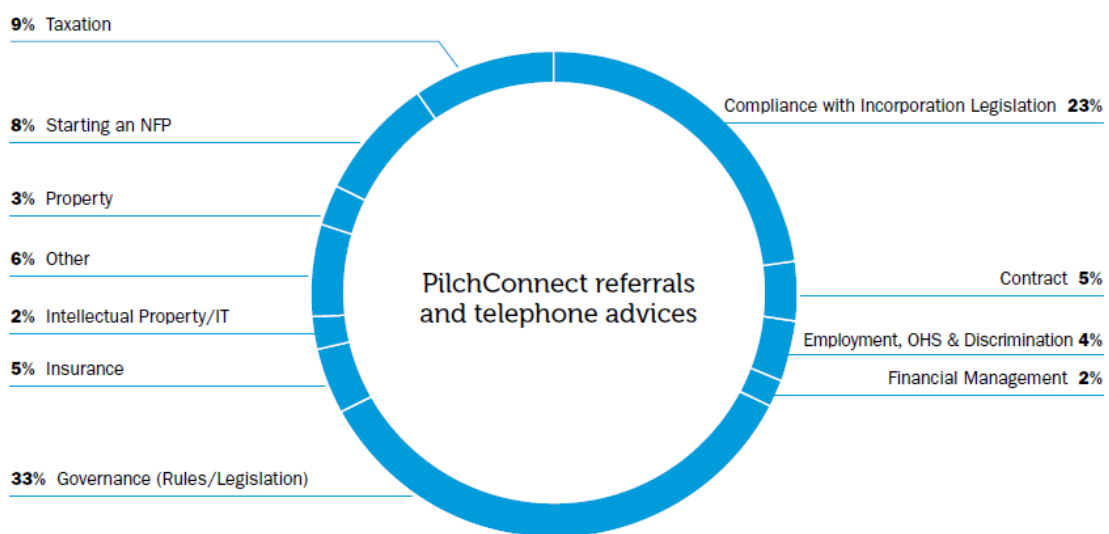 9% Taxation
Compliance with Incorporation Legislation 23%
8% Starting an NFP
3% Property
6% Other
PilchConnect referrals
and telephone advices
Contract 5%
2% Intellectual Property/IT
Employment, OHS & Discrimination 4%
5% Insurance
Financial Management 2%
33% Governance (Rules/Legislation)